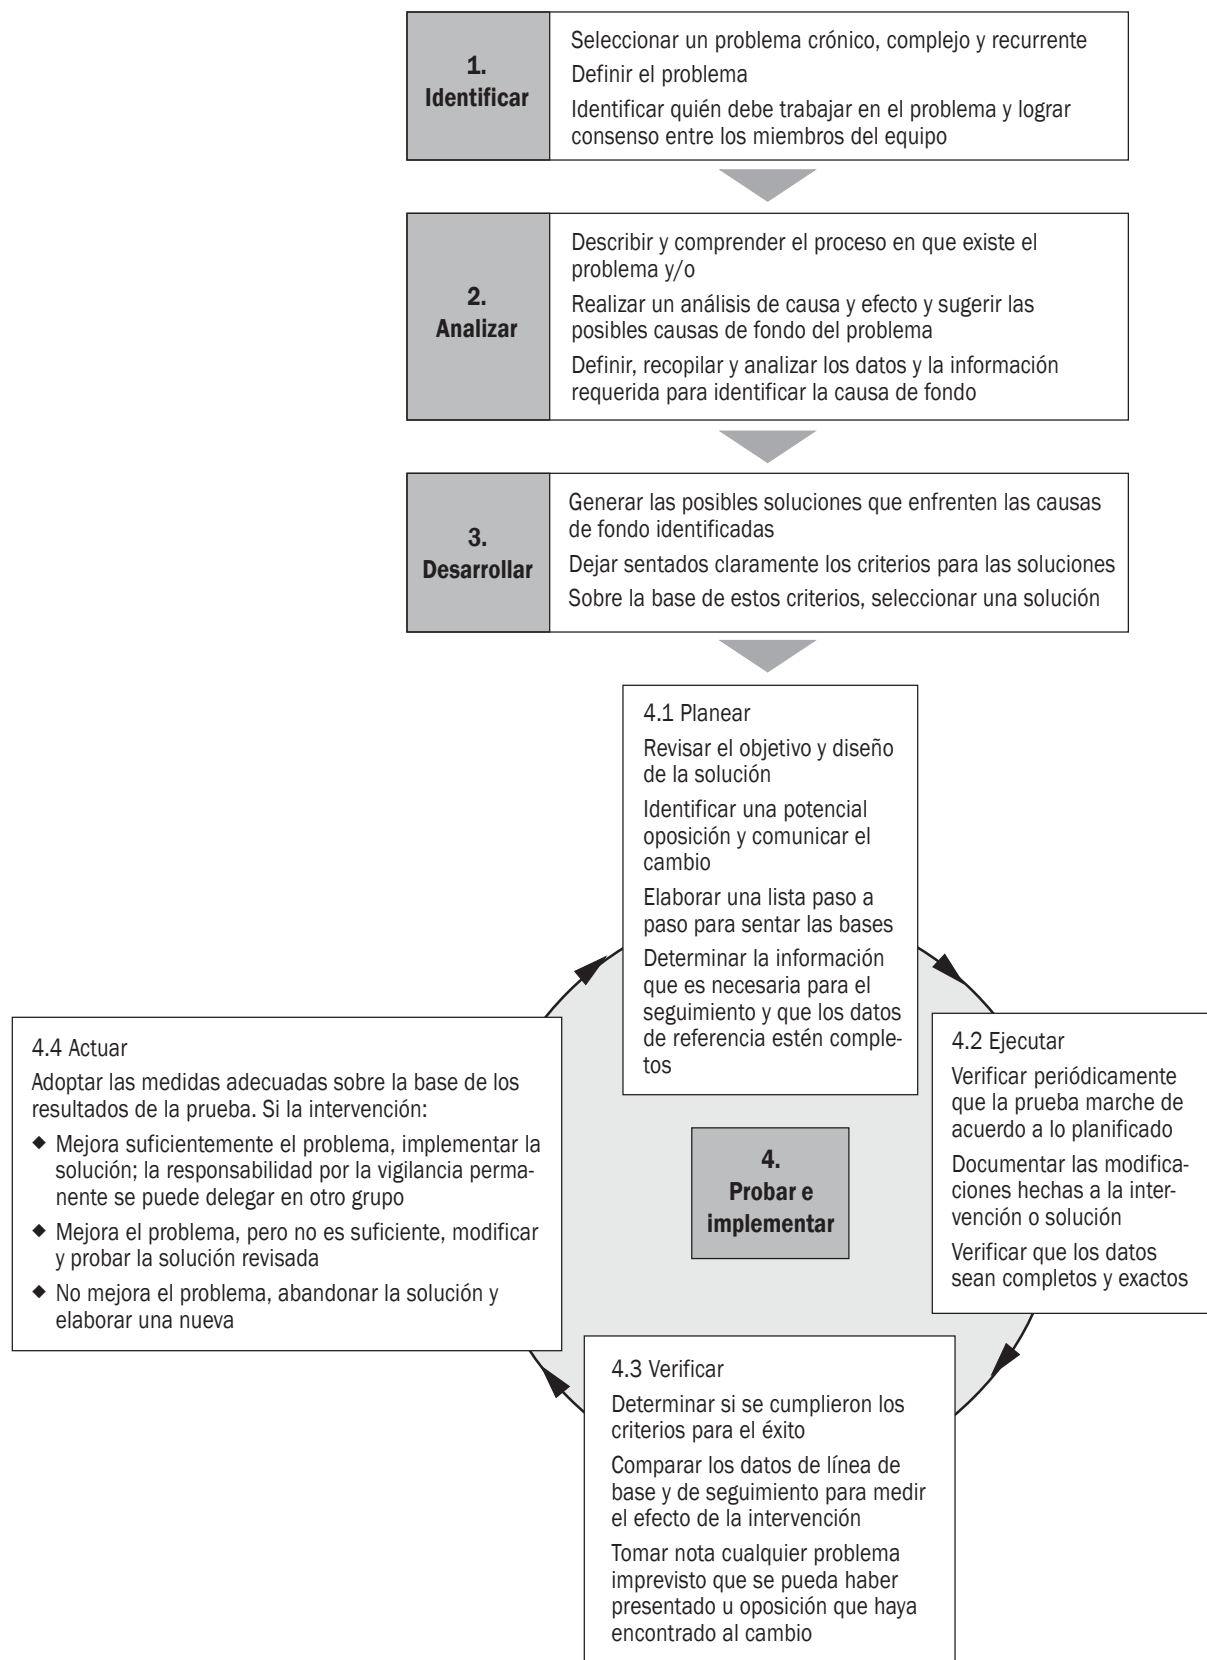 1.
Identificar
Seleccionar un problema crónico, complejo y recurrente
Definir el problema
Identificar quién debe trabajar en el problema y lograr
consenso entre los miembros del equipo
2.
Analizar
Describir y comprender el proceso en que existe el
problema y/o
Realizar un análisis de causa y efecto y sugerir las
posibles causas de fondo del problema
Definir, recopilar y analizar los datos y la información
requerida para identificar la causa de fondo
3.
Desarrollar
Generar las posibles soluciones que enfrenten las causas
de fondo identificadas
Dejar sentados claramente los criterios para las soluciones
Sobre la base de estos criterios, seleccionar una solución
4.1 Planear
Revisar el objetivo y diseño
de la solución
Identificar una potencial
oposición y comunicar el
cambio
Elaborar una lista paso a
paso para sentar las bases
Determinar la información
que es necesaria para el
seguimiento y que los datos
de referencia estén comple-
tos
4.2 Ejecutar
Verificar periódicamente
que la prueba marche de
acuerdo a lo planificado
Documentar las modifica-
ciones hechas a la inter-
vención o solución
Verificar que los datos
sean completos y exactos
4.
Probar e
implementar
4.3 Verificar
Determinar si se cumplieron los
criterios para el éxito
Comparar los datos de línea de
base y de seguimiento para medir
el efecto de la intervención
Tomar nota cualquier problema
imprevisto que se pueda haber
presentado u oposición que haya
encontrado al cambio
4.4 Actuar
Adoptar las medidas adecuadas sobre la base de los
resultados de la prueba. Si la intervención:
◆ Mejora suficientemente el problema, implementar la
solución; la responsabilidad por la vigilancia perma-
nente se puede delegar en otro grupo
◆ Mejora el problema, pero no es suficiente, modificar
y probar la solución revisada
◆ No mejora el problema, abandonar la solución y
elaborar una nueva